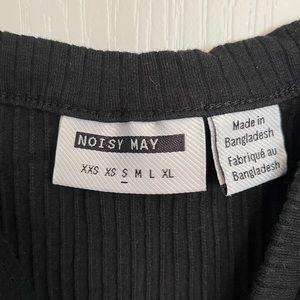 NOISY MAY
XXS XS S M L XL
Made in
Bangladesh
Fabriqué au
Bangladesh